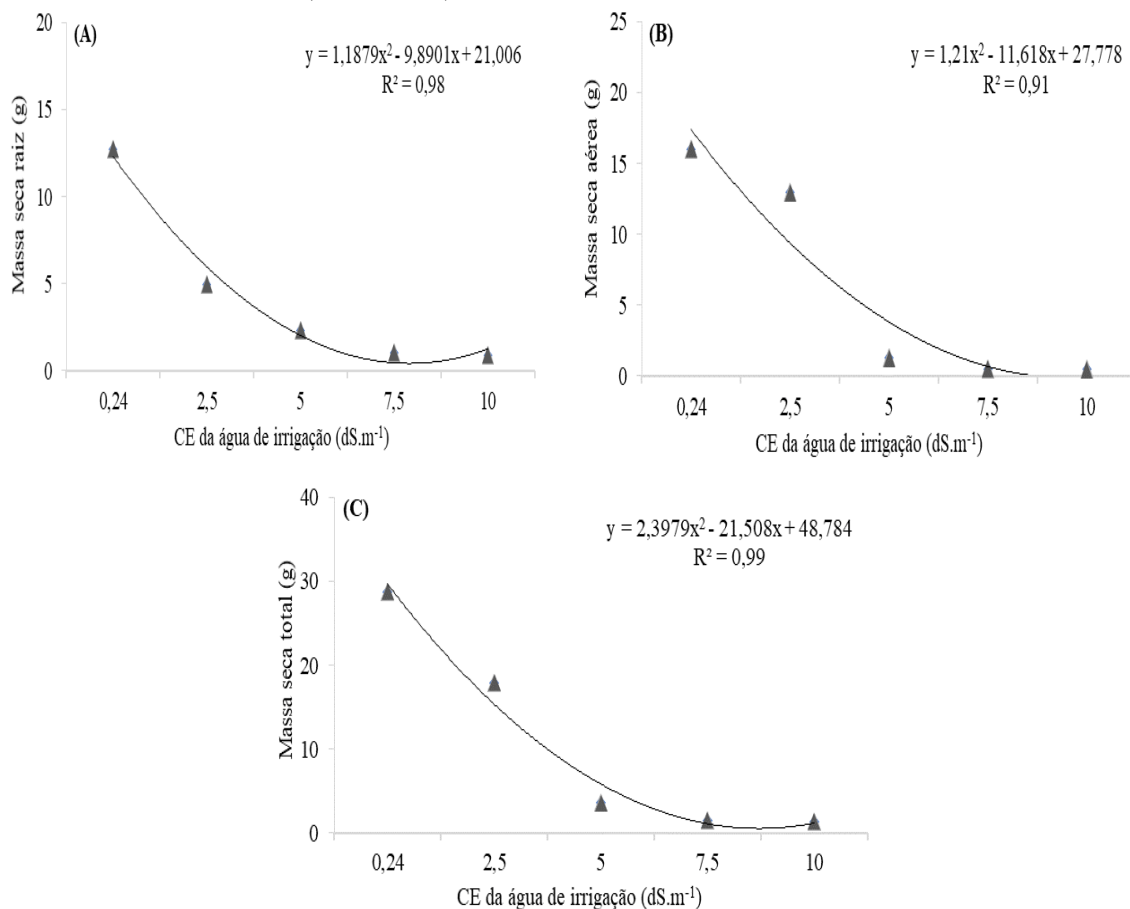 (A)
y = 1,1879x² - 9,8901x + 21,006
R² = 0,98
Massa seca raiz (g)
20
15
10
5
0
0,24 2,5 5 7,5 10
CE da água de irrigação (dS.m⁻¹)
(B)
y = 1,21x² - 11,618x + 27,778
R² = 0,91
Massa seca aérea (g)
25
20
15
10
5
0
0,24 2,5 5 7,5 10
CE da água de irrigação (dS.m⁻¹)
(C)
y = 2,3979x² - 21,508x + 48,784
R² = 0,99
Massa seca total (g)
40
30
20
10
0
0,24 2,5 5 7,5 10
CE da água de irrigação (dS.m⁻¹)